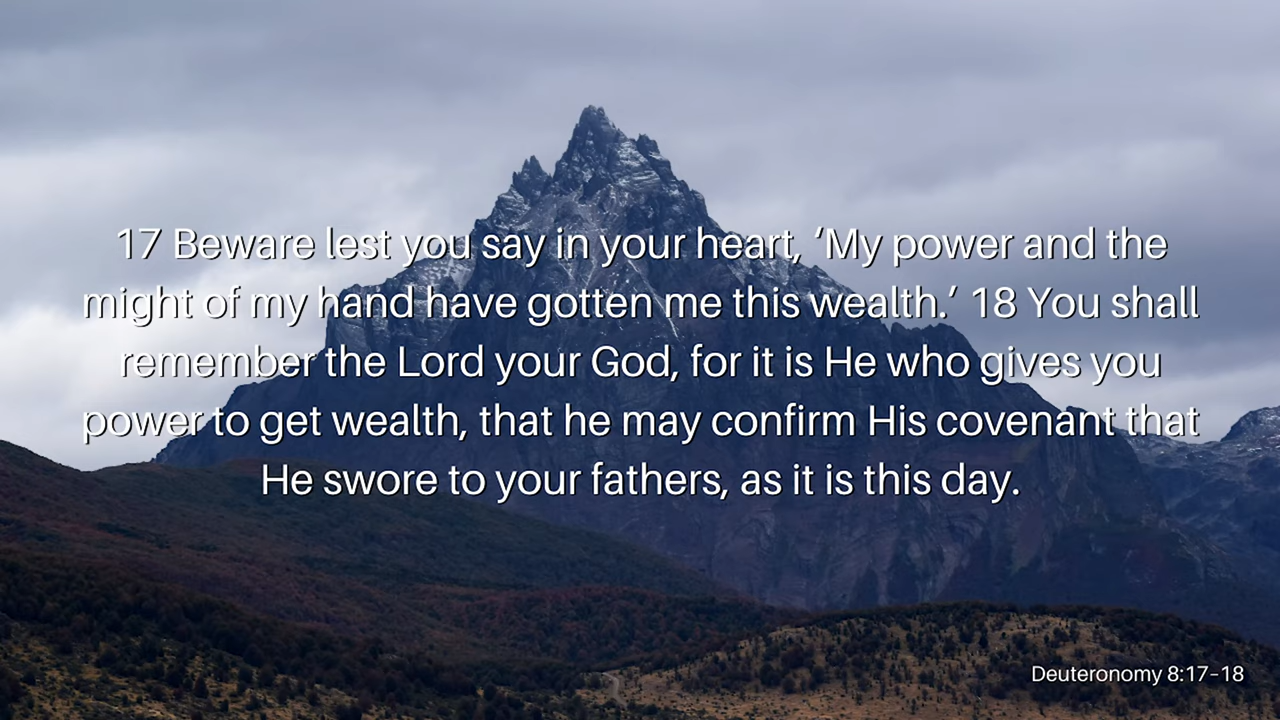 17 Beware lest you say in your heart, ‘My power and the
might of my hand have gotten me this wealth.’ 18 You shall
remember the Lord your God, for it is He who gives you
power to get wealth, that he may confirm His covenant that
He swore to your fathers, as it is this day.
Deuteronomy 8:17–18